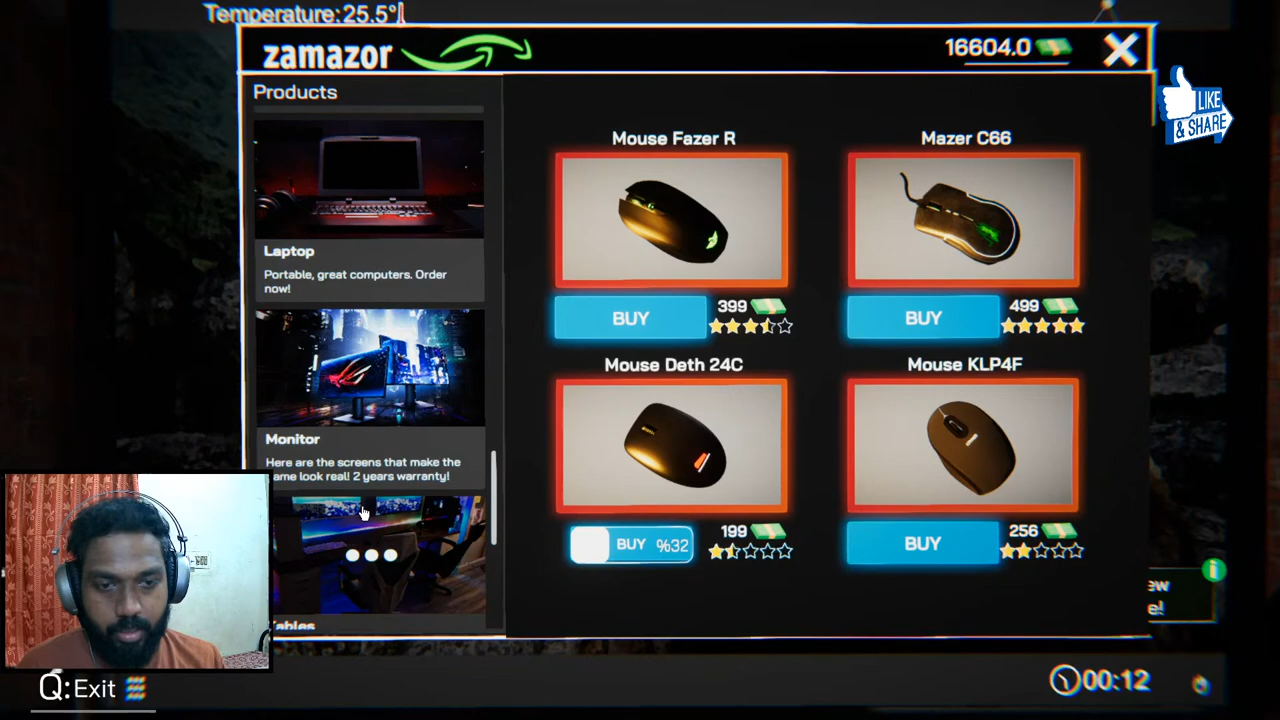 Temperature: 25.5°
zamazor
16604.0
Products
LIKE
& SHARE
Laptop
Portable, great computers. Order
now!
Monitor
Here are the screens that make the
game look real! 2 years warranty!
Tables
Mouse Fazer R
BUY
399
Mazer C66
BUY
499
Mouse Deth 24C
BUY %32
199
Mouse KLP4F
BUY
256
ew
e!
Q:Exit
00:12